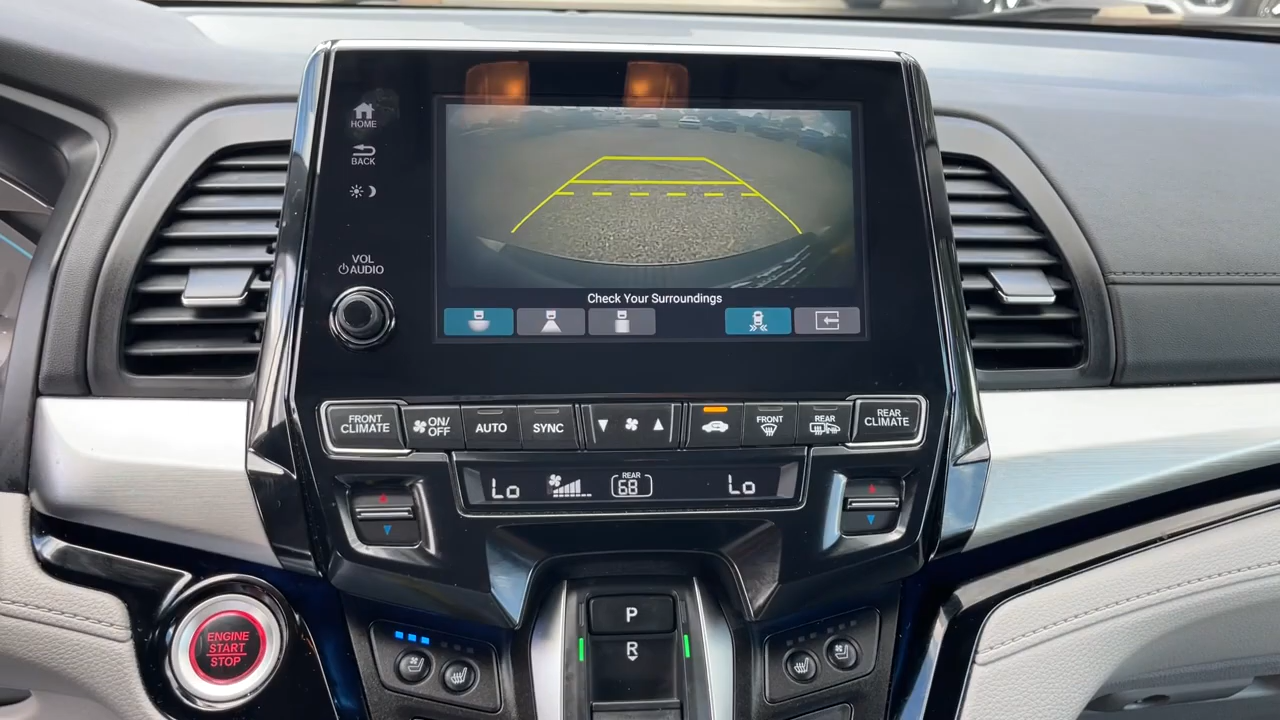 HOME
BACK
VOL
AUDIO
Check Your Surroundings
FRONT
CLIMATE
ON/
OFF
AUTO
SYNC
FRONT
REAR
REAR
CLIMATE
Lo
REAR
68
Lo
ENGINE
START
STOP
P
R